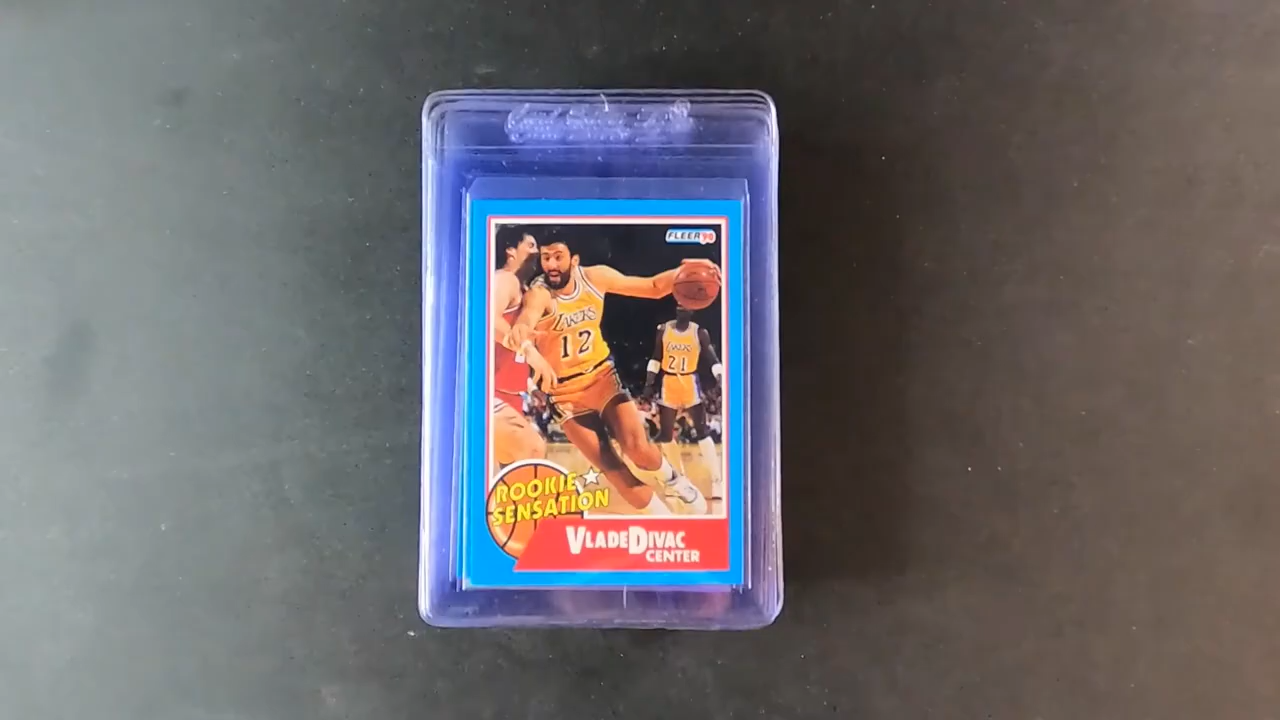 FLEER '90
LAKERS
12
LAKERS
21
ROOKIE
SENSATION
VLADE DIVAC
CENTER